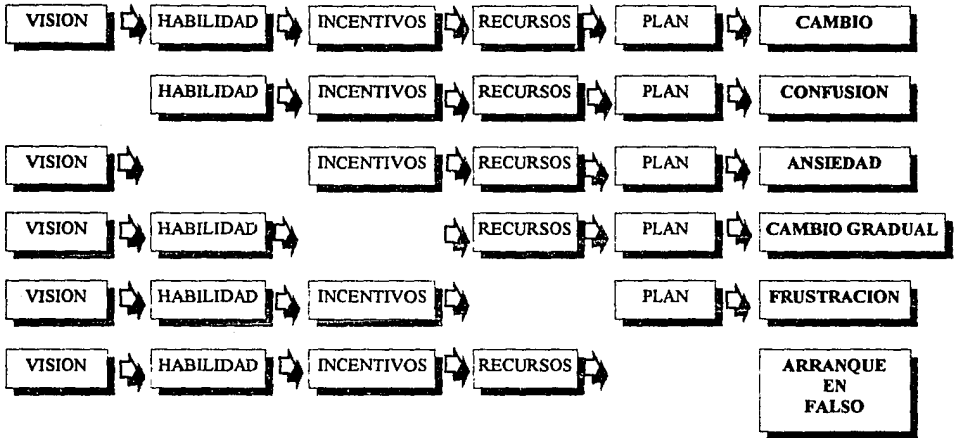 VISION HABILIDAD INCENTIVOS RECURSOS PLAN CAMBIO
HABILIDAD INCENTIVOS RECURSOS PLAN CONFUSION
VISION INCENTIVOS RECURSOS PLAN ANSIEDAD
VISION HABILIDAD RECURSOS PLAN CAMBIO GRADUAL
VISION HABILIDAD INCENTIVOS PLAN FRUSTRACION
VISION HABILIDAD INCENTIVOS RECURSOS ARRANQUE
EN
FALSO